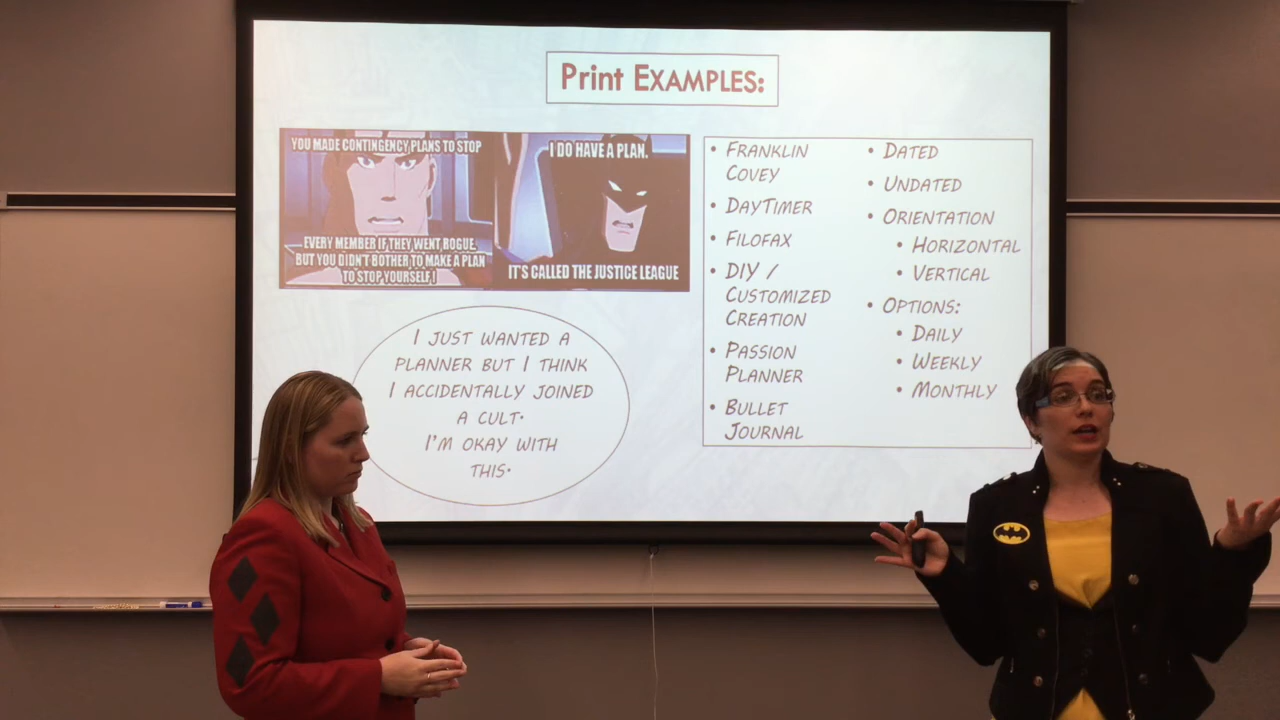 Print EXAMPLES:
YOU MADE CONTINGENCY PLANS TO STOP
EVERY MEMBER IF THEY WENT ROGUE.
BUT YOU DIDN'T BOTHER TO MAKE A PLAN
TO STOP YOURSELF!
I DO HAVE A PLAN.
IT'S CALLED THE JUSTICE LEAGUE
I JUST WANTED A
PLANNER BUT I THINK
I ACCIDENTALLY JOINED
A CULT.
I'M OKAY WITH
THIS.
• FRANKLIN
COVEY
• DAYTIMER
• FILOFAX
• DIY /
CUSTOMIZED
CREATION
• PASSION
PLANNER
• BULLET
JOURNAL
• DATED
• UNDATED
• ORIENTATION
• HORIZONTAL
• VERTICAL
• OPTIONS:
• DAILY
• WEEKLY
• MONTHLY